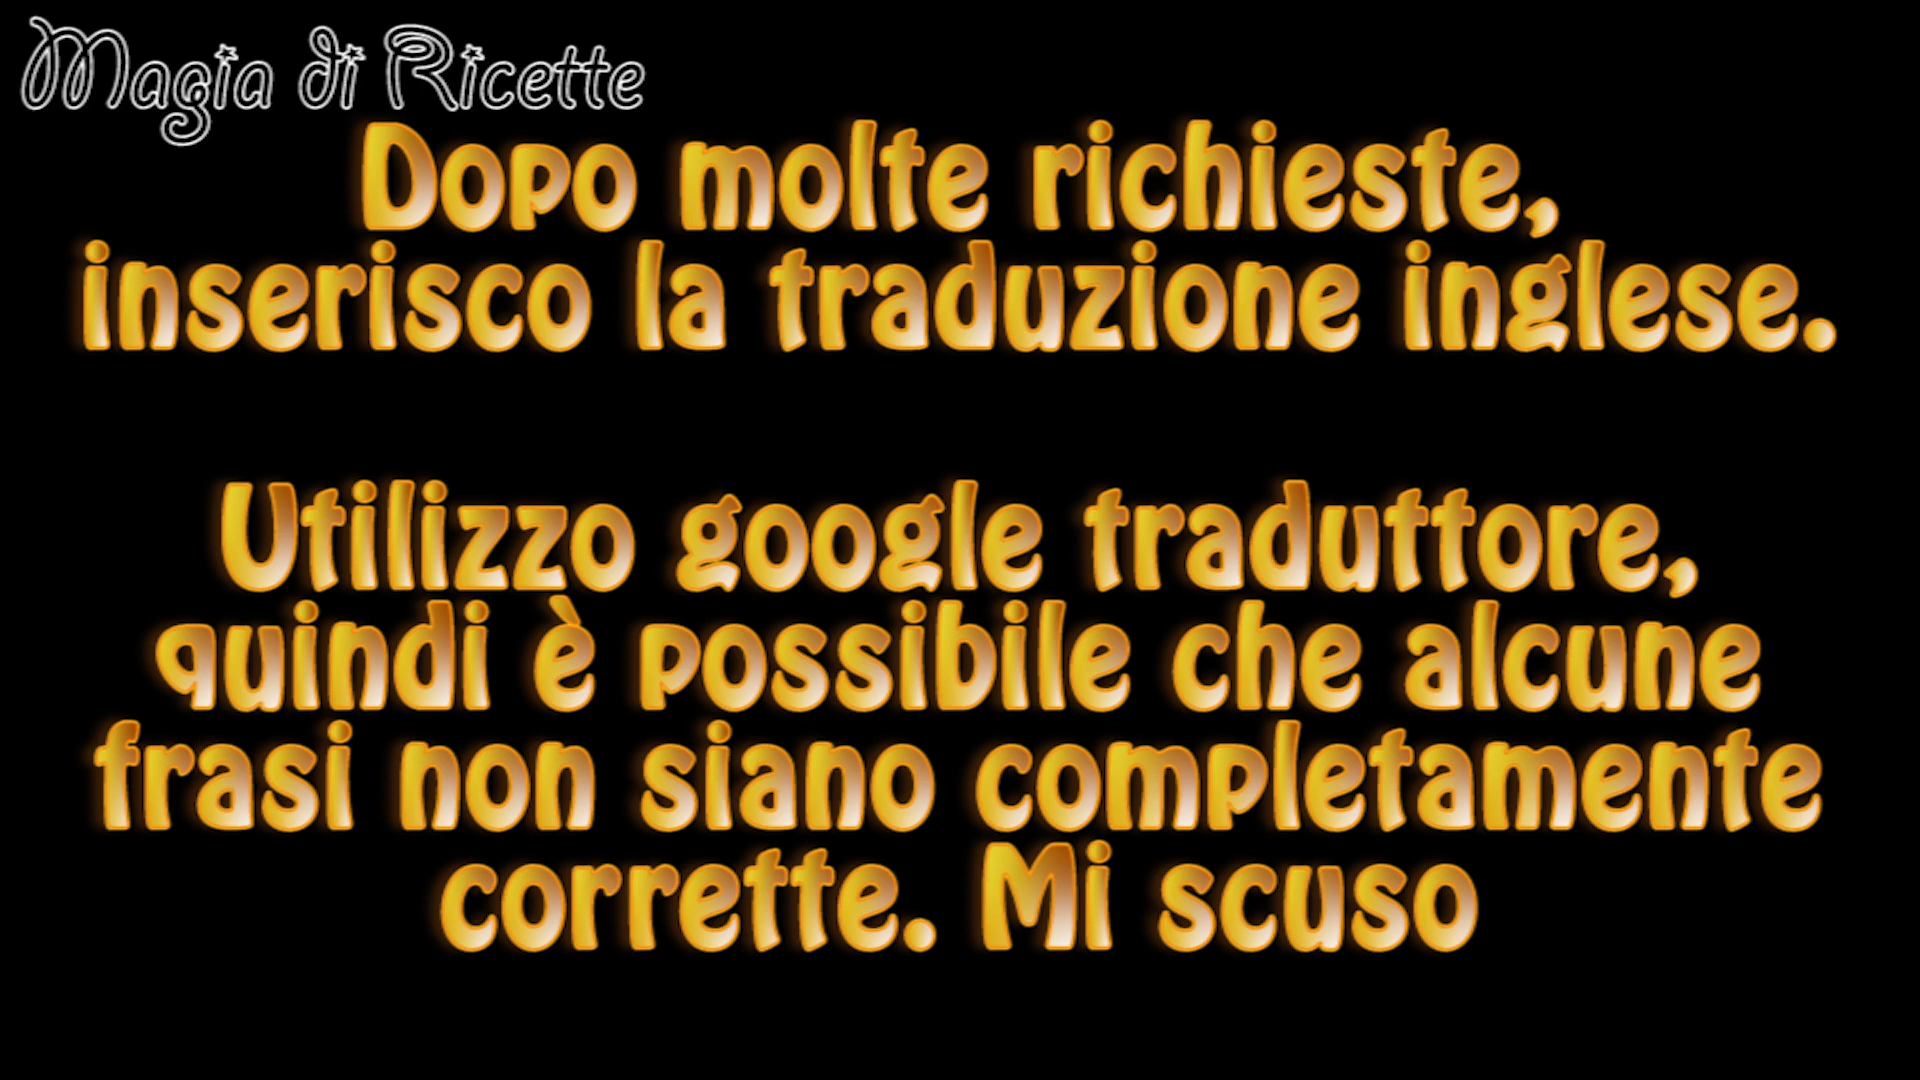 Magia di Ricette
Dopo molte richieste,
inserisco la traduzione inglese.
Utilizzo google traduttore,
quindi è possibile che alcune
frasi non siano completamente
corrette. Mi scuso